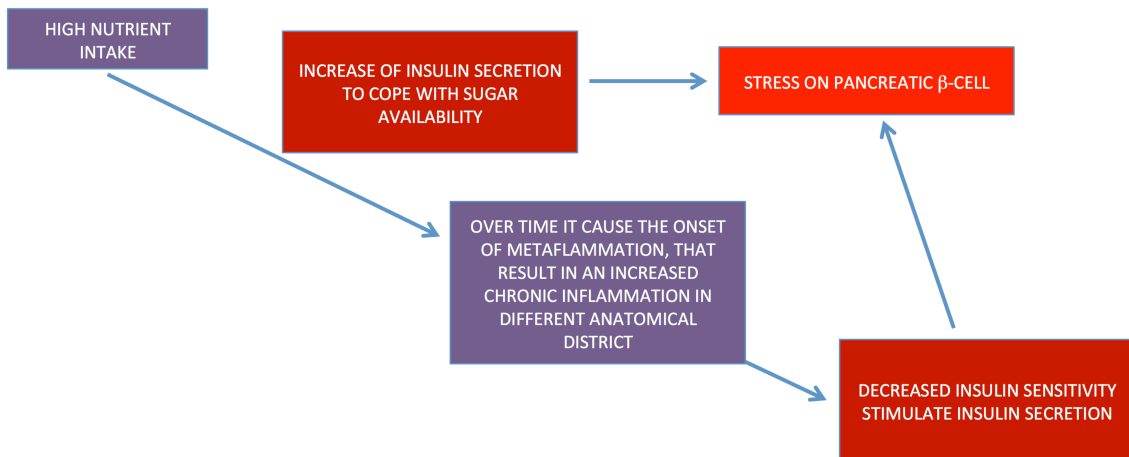 HIGH NUTRIENT
INTAKE
INCREASE OF INSULIN SECRETION
TO COPE WITH SUGAR
AVAILABILITY
STRESS ON PANCREATIC β-CELL
OVER TIME IT CAUSE THE ONSET
OF METAFLAMMATION, THAT
RESULT IN AN INCREASED
CHRONIC INFLAMMATION IN
DIFFERENT ANATOMICAL
DISTRICT
DECREASED INSULIN SENSITIVITY
STIMULATE INSULIN SECRETION